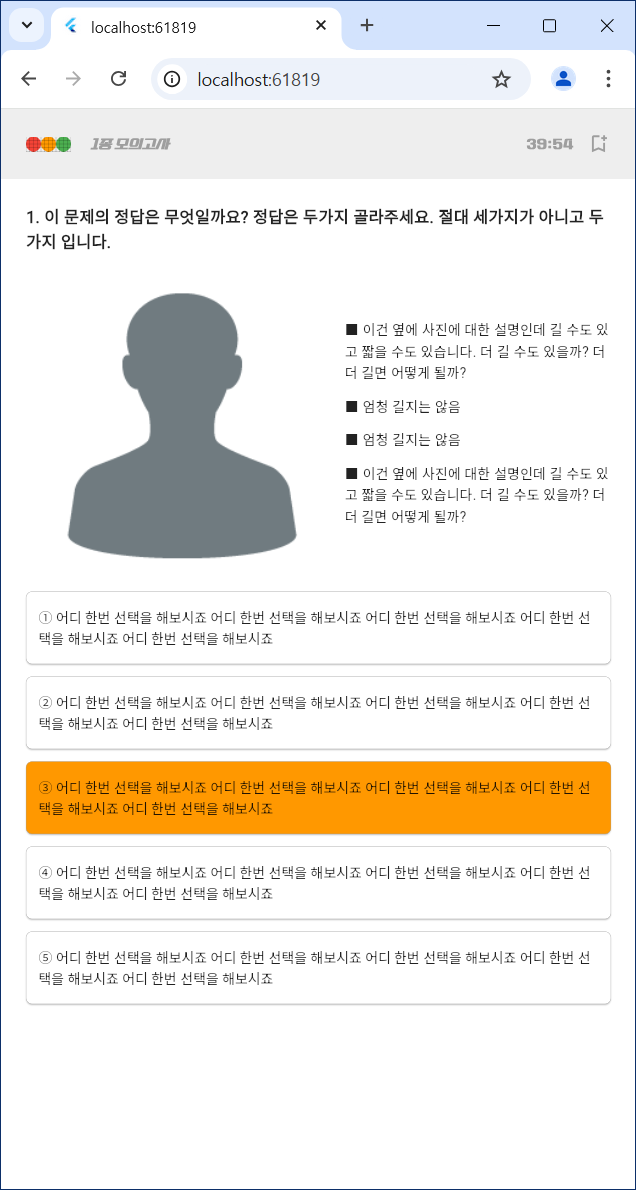 localhost:61819
localhost:61819
1종 모의고사
39:54
1. 이 문제의 정답은 무엇일까요? 정답은 두가지 골라주세요. 절대 세가지가 아니고 두
가지 입니다.
■ 이건 옆에 사진에 대한 설명인데 길 수도 있
고 짧을 수도 있습니다. 더 길 수도 있을까? 더
더 길면 어떻게 될까?
■ 엄청 길지는 않음
■ 엄청 길지는 않음
■ 이건 옆에 사진에 대한 설명인데 길 수도 있
고 짧을 수도 있습니다. 더 길 수도 있을까? 더
더 길면 어떻게 될까?
① 어디 한번 선택을 해보시죠 어디 한번 선택을 해보시죠 어디 한번 선택을 해보시죠 어디 한번 선
택을 해보시죠 어디 한번 선택을 해보시죠
② 어디 한번 선택을 해보시죠 어디 한번 선택을 해보시죠 어디 한번 선택을 해보시죠 어디 한번 선
택을 해보시죠 어디 한번 선택을 해보시죠
③ 어디 한번 선택을 해보시죠 어디 한번 선택을 해보시죠 어디 한번 선택을 해보시죠 어디 한번 선
택을 해보시죠 어디 한번 선택을 해보시죠
④ 어디 한번 선택을 해보시죠 어디 한번 선택을 해보시죠 어디 한번 선택을 해보시죠 어디 한번 선
택을 해보시죠 어디 한번 선택을 해보시죠
⑤ 어디 한번 선택을 해보시죠 어디 한번 선택을 해보시죠 어디 한번 선택을 해보시죠 어디 한번 선
택을 해보시죠 어디 한번 선택을 해보시죠